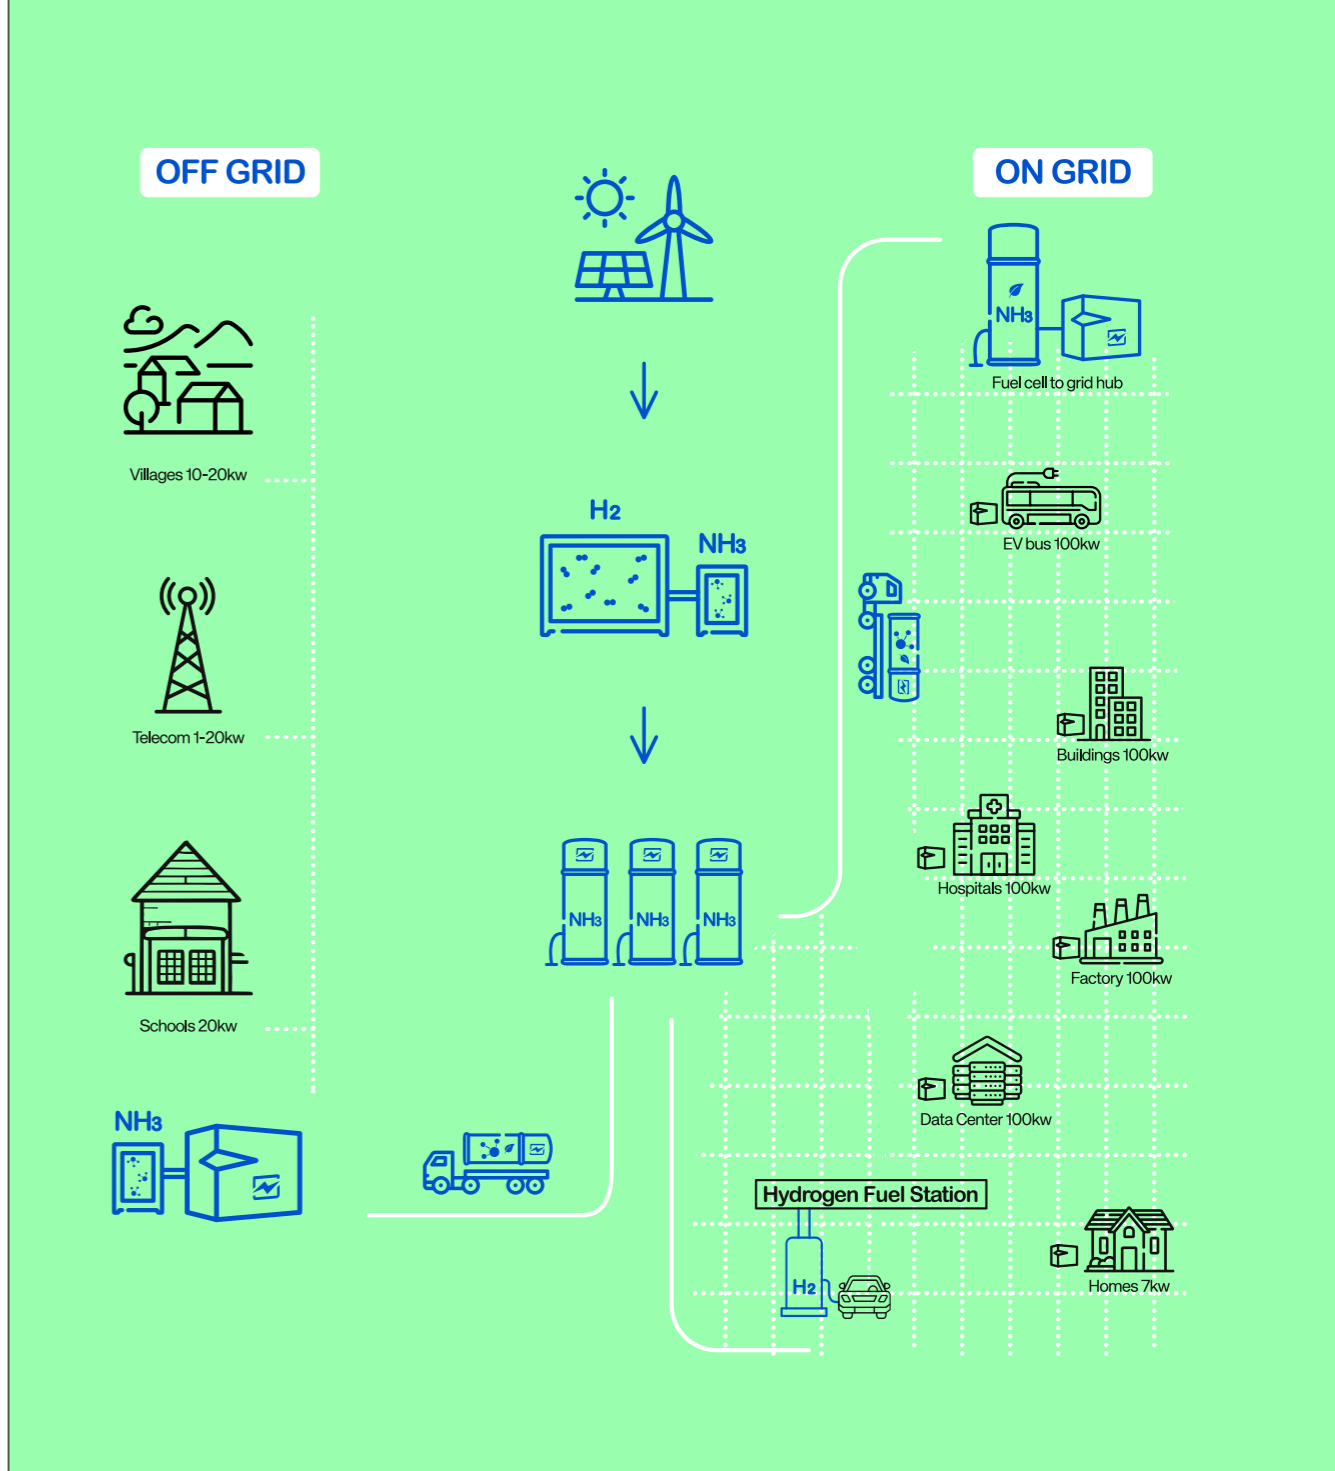 OFF GRID
ON GRID
NH3
Fuel cell to grid hub
Villages 10-20kw
H2
NH3
EV bus 100kw
Telecom 1-20kw
Buildings 100kw
Hospitals 100kw
NH3
NH3
NH3
Factory 100kw
Schools 20kw
NH3
Data Center 100kw
Hydrogen Fuel Station
H2
Homes 7kw